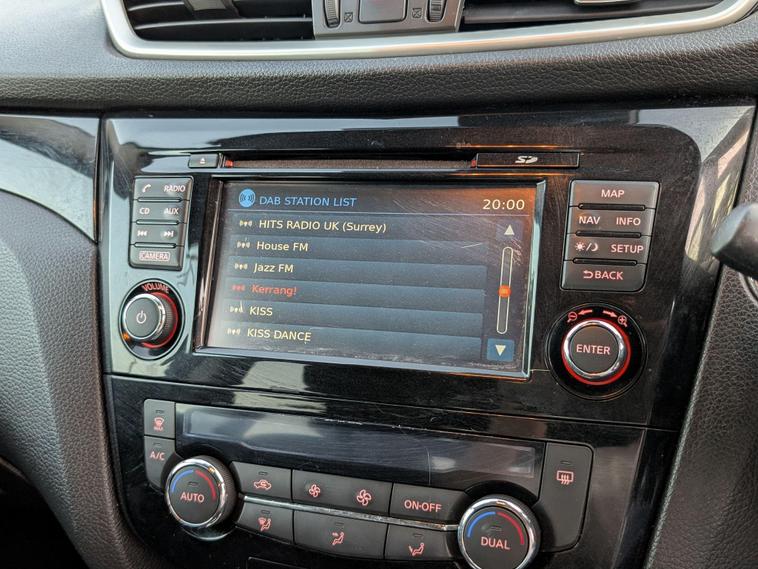 SD
RADIO
CD AUX
CAMERA
VOLUME
DAB STATION LIST 20:00
HITS RADIO UK (Surrey)
House FM
Jazz FM
Kerrang!
KISS
KISS DANCE
MAP
NAV INFO
SETUP
BACK
ENTER
MAX
A/C
AUTO
ON·OFF
DUAL